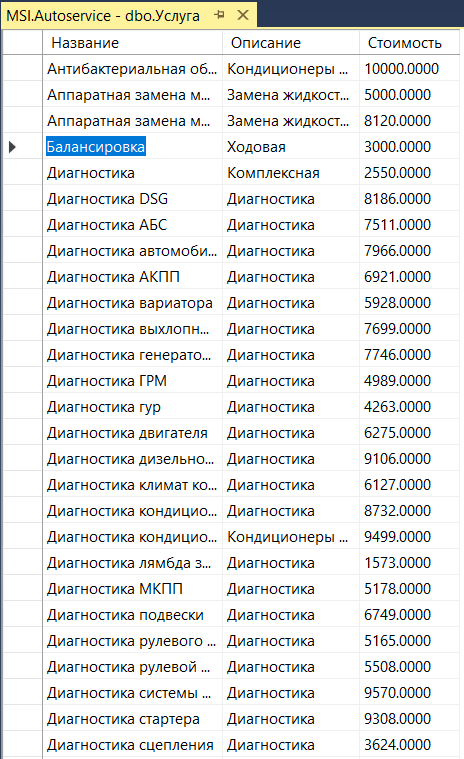 MSI.Autoservice - dbo.Услуга
Название Описание Стоимость
Антибактериальная об... Кондиционеры ... 10000.0000
Аппаратная замена м... Замена жидкост... 5000.0000
Аппаратная замена м... Замена жидкост... 8120.0000
Балансировка Ходовая 3000.0000
Диагностика Комплексная 2550.0000
Диагностика DSG Диагностика 8186.0000
Диагностика АБС Диагностика 7511.0000
Диагностика автомоби... Диагностика 7966.0000
Диагностика АКПП Диагностика 6921.0000
Диагностика вариатора Диагностика 5928.0000
Диагностика выхлопн... Диагностика 7699.0000
Диагностика генерато... Диагностика 7746.0000
Диагностика ГРМ Диагностика 4989.0000
Диагностика гур Диагностика 4263.0000
Диагностика двигателя Диагностика 6275.0000
Диагностика дизельно... Диагностика 9106.0000
Диагностика климат ко... Диагностика 6127.0000
Диагностика кондицио... Диагностика 8732.0000
Диагностика кондицио... Кондиционеры ... 9499.0000
Диагностика лямбда з... Диагностика 1573.0000
Диагностика МКПП Диагностика 5178.0000
Диагностика подвески Диагностика 6749.0000
Диагностика рулевого ... Диагностика 5165.0000
Диагностика рулевой ... Диагностика 5508.0000
Диагностика системы ... Диагностика 9570.0000
Диагностика стартера Диагностика 9308.0000
Диагностика сцепления Диагностика 3624.0000